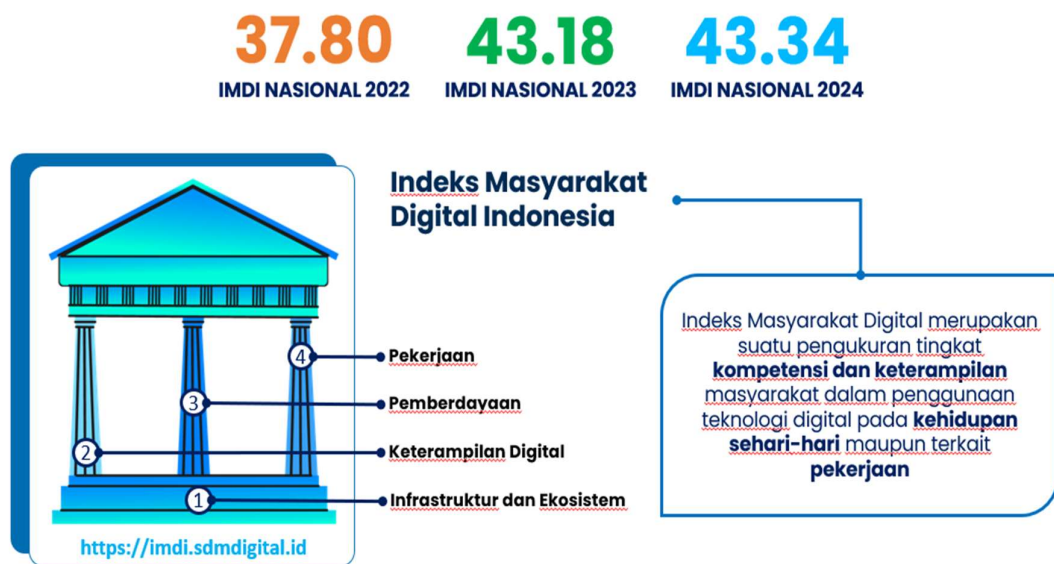 37.80
IMDI NASIONAL 2022
43.18
IMDI NASIONAL 2023
43.34
IMDI NASIONAL 2024
Indeks Masyarakat
Digital Indonesia
4
Pekerjaan
3
Pemberdayaan
2
Keterampilan Digital
1
Infrastruktur dan Ekosistem
https://imdi.sdmdigital.id
Indeks Masyarakat Digital merupakan
suatu pengukuran tingkat
kompetensi dan keterampilan
masyarakat dalam penggunaan
teknologi digital pada kehidupan
sehari-hari maupun terkait
pekerjaan